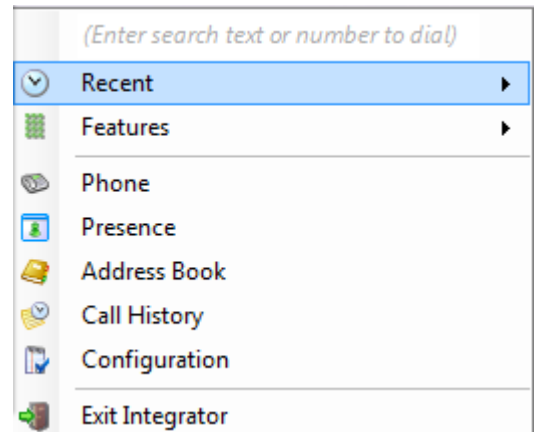 (Enter search text or number to dial)
Recent
Features
Phone
Presence
Address Book
Call History
Configuration
Exit Integrator